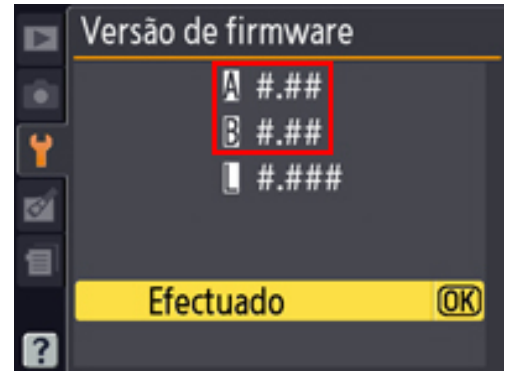 Versão de firmware
A #.##
B #.##
L #.###
Efectuado OK
?